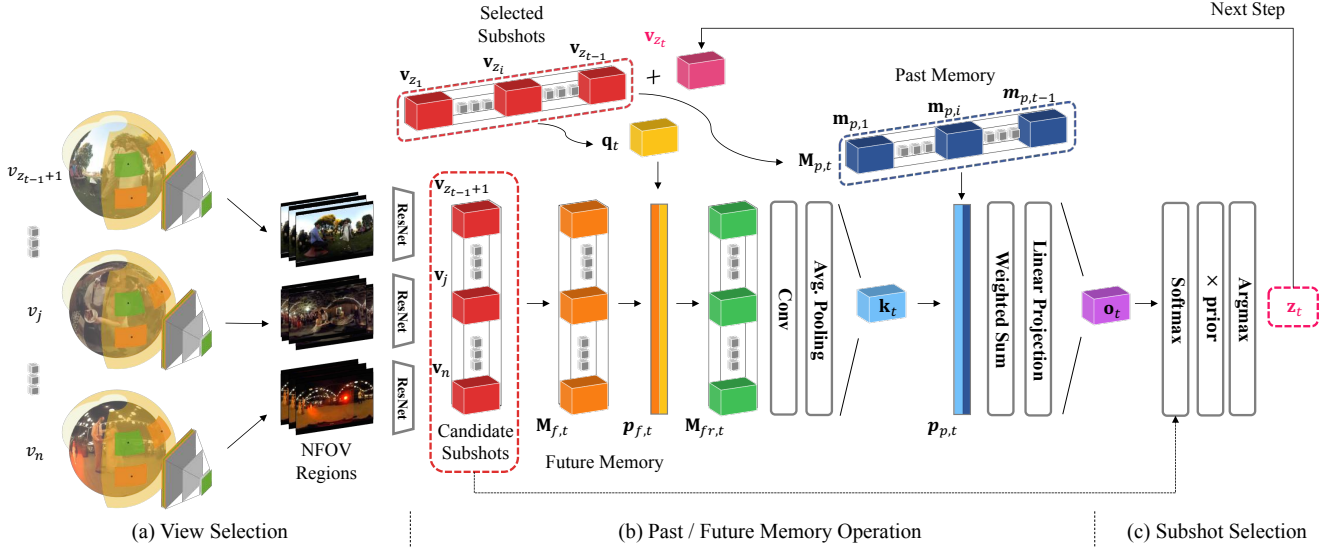 Next Step
Selected
Subshots
v_{z_t}
v_{z_1}
v_{z_i}
v_{z_{t-1}}
+
Past Memory
m_{p,1}
m_{p,i}
m_{p,t-1}
q_t
M_{p,t}
v_{z_{t-1}+1}
v_j
v_n
ResNet
ResNet
ResNet
NFOV
Regions
v_{z_{t-1}+1}
v_j
v_n
Candidate
Subshots
M_{f,t}
Future Memory
p_{f,t}
M_{fr,t}
Conv
Avg. Pooling
k_t
p_{p,t}
Weighted Sum
Linear Projection
o_t
Softmax
× prior
Argmax
z_t
(a) View Selection
(b) Past / Future Memory Operation
(c) Subshot Selection